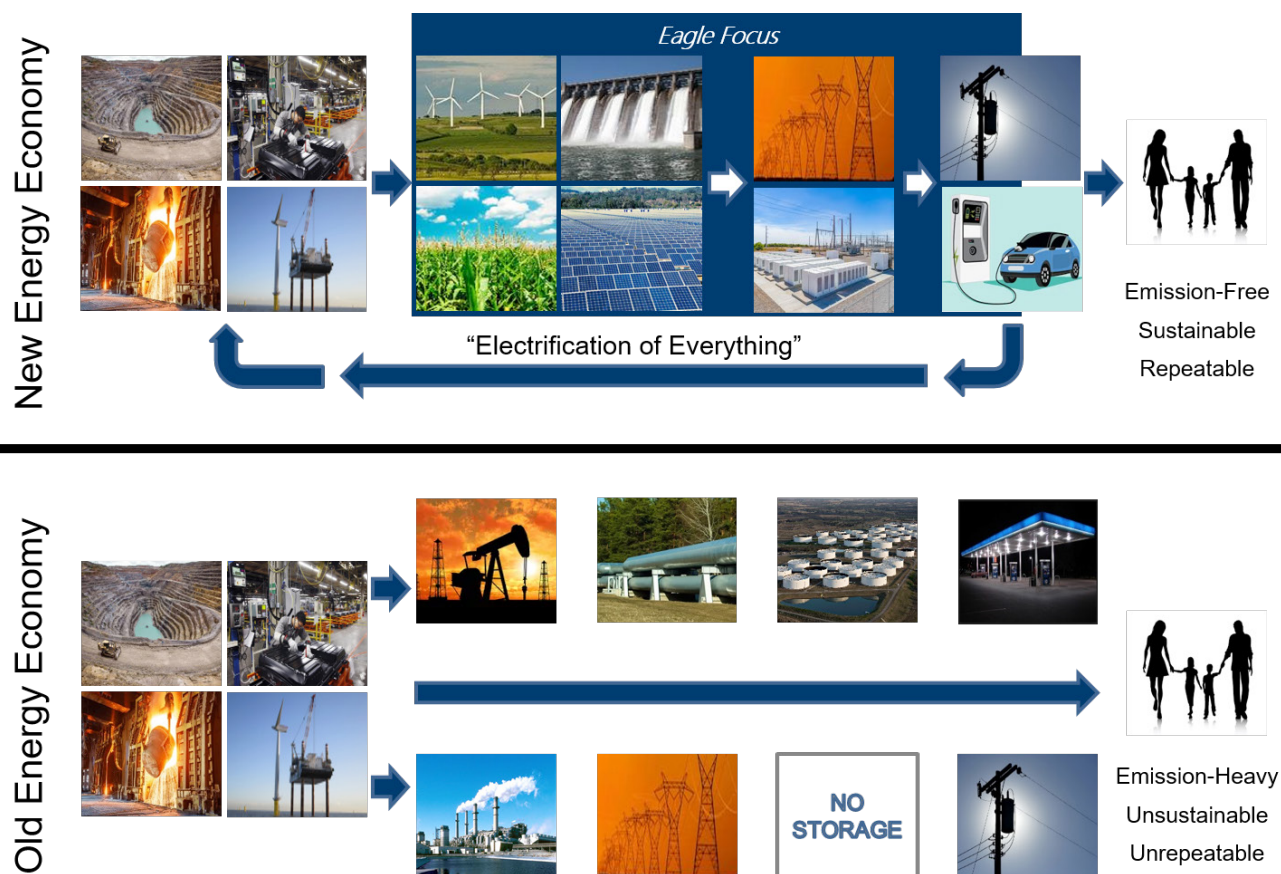 New Energy Economy
Eagle Focus
“Electrification of Everything”
Emission-Free
Sustainable
Repeatable
Old Energy Economy
NO
STORAGE
Emission-Heavy
Unsustainable
Unrepeatable